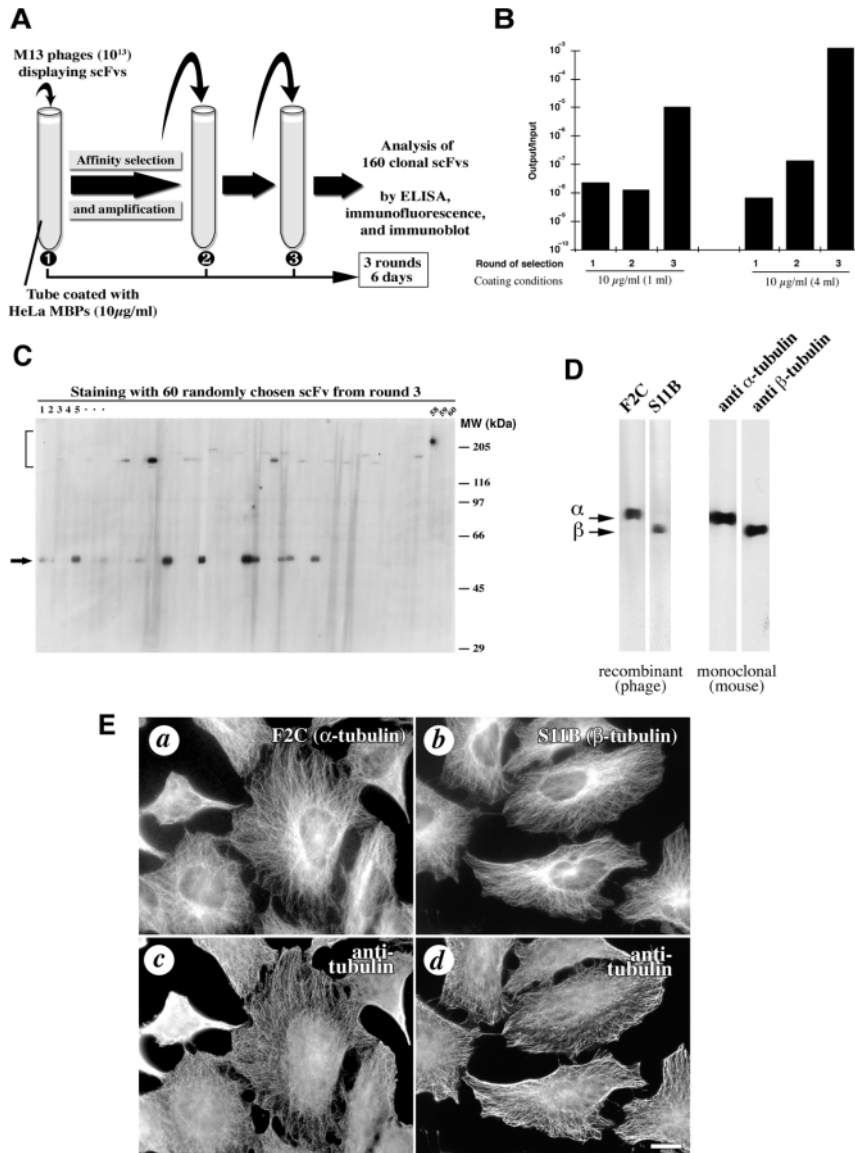 A
M13 phages (10¹³)
displaying scFvs
Affinity selection
and amplification
Analysis of
160 clonal scFvs
by ELISA,
immunofluorescence,
and immunoblot
1
2
3
3 rounds
6 days
Tube coated with
HeLa MBPs (10µg/ml)
B
Output/Input
10⁻³
10⁻⁴
10⁻⁵
10⁻⁶
10⁻⁷
10⁻⁸
10⁻⁹
10⁻¹⁰
Round of selection 1 2 3 1 2 3
Coating conditions 10 µg/ml (1 ml) 10 µg/ml (4 ml)
C
Staining with 60 randomly chosen scFv from round 3
1 2 3 4 5 · · · 58 59 60
MW (kDa)
205
116
97
66
45
29
D
F2C S11B anti α-tubulin anti β-tubulin
α
β
recombinant
(phage)
monoclonal
(mouse)
E
a F2C (α-tubulin)
b S11B (β-tubulin)
c anti-
tubulin
d anti-
tubulin